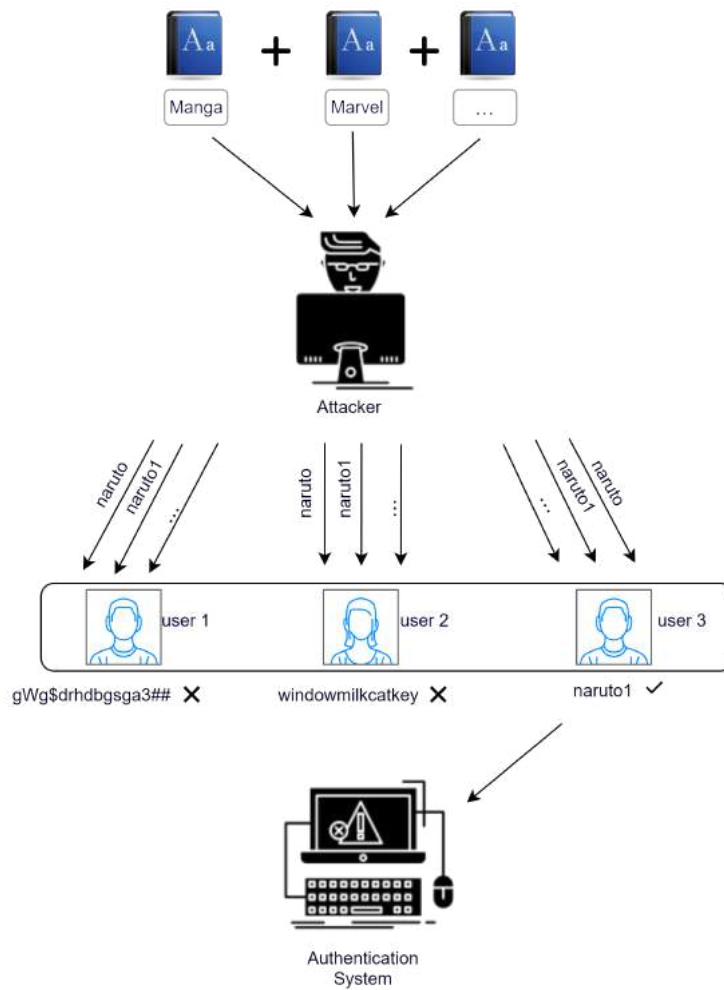 Aa
Aa
Aa
Manga
Marvel
...
Attacker
naruto
naruto1
...
naruto
naruto1
...
...
naruto1
naruto
user 1
user 2
user 3
gWg$drhdbgsga3##
windowmilkcatkey
naruto1
Authentication
System